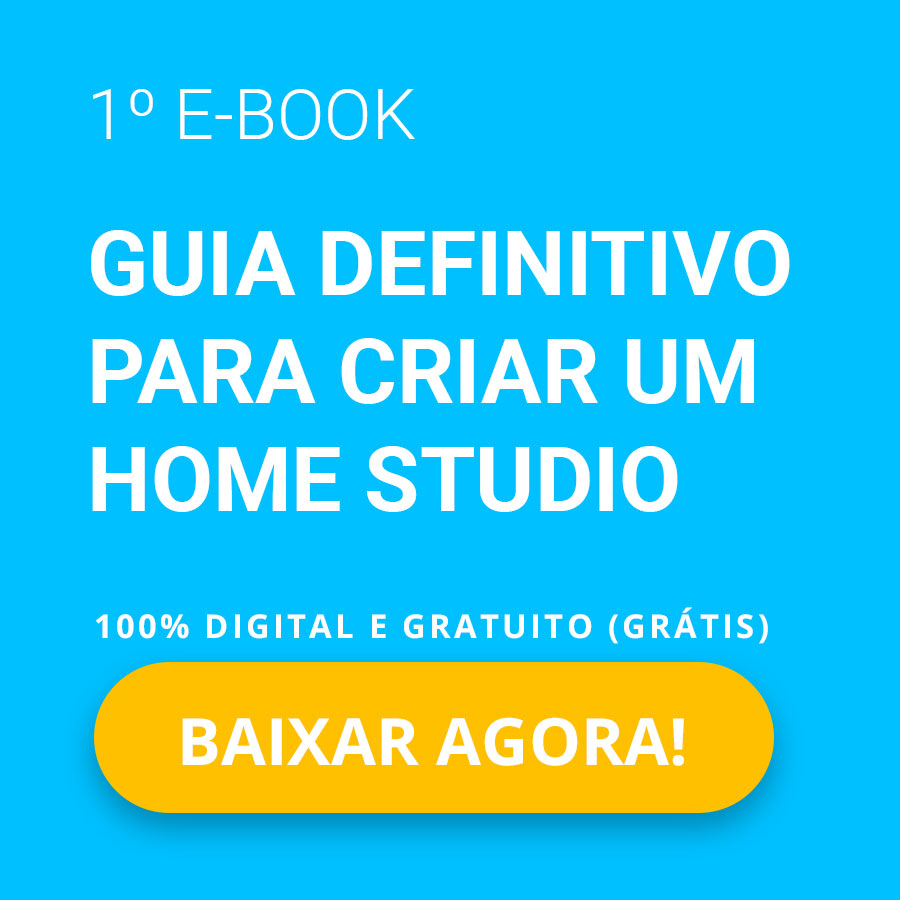 1º E-BOOK
GUIA DEFINITIVO
PARA CRIAR UM
HOME STUDIO
100% DIGITAL E GRATUITO (GRÁTIS)
BAIXAR AGORA!